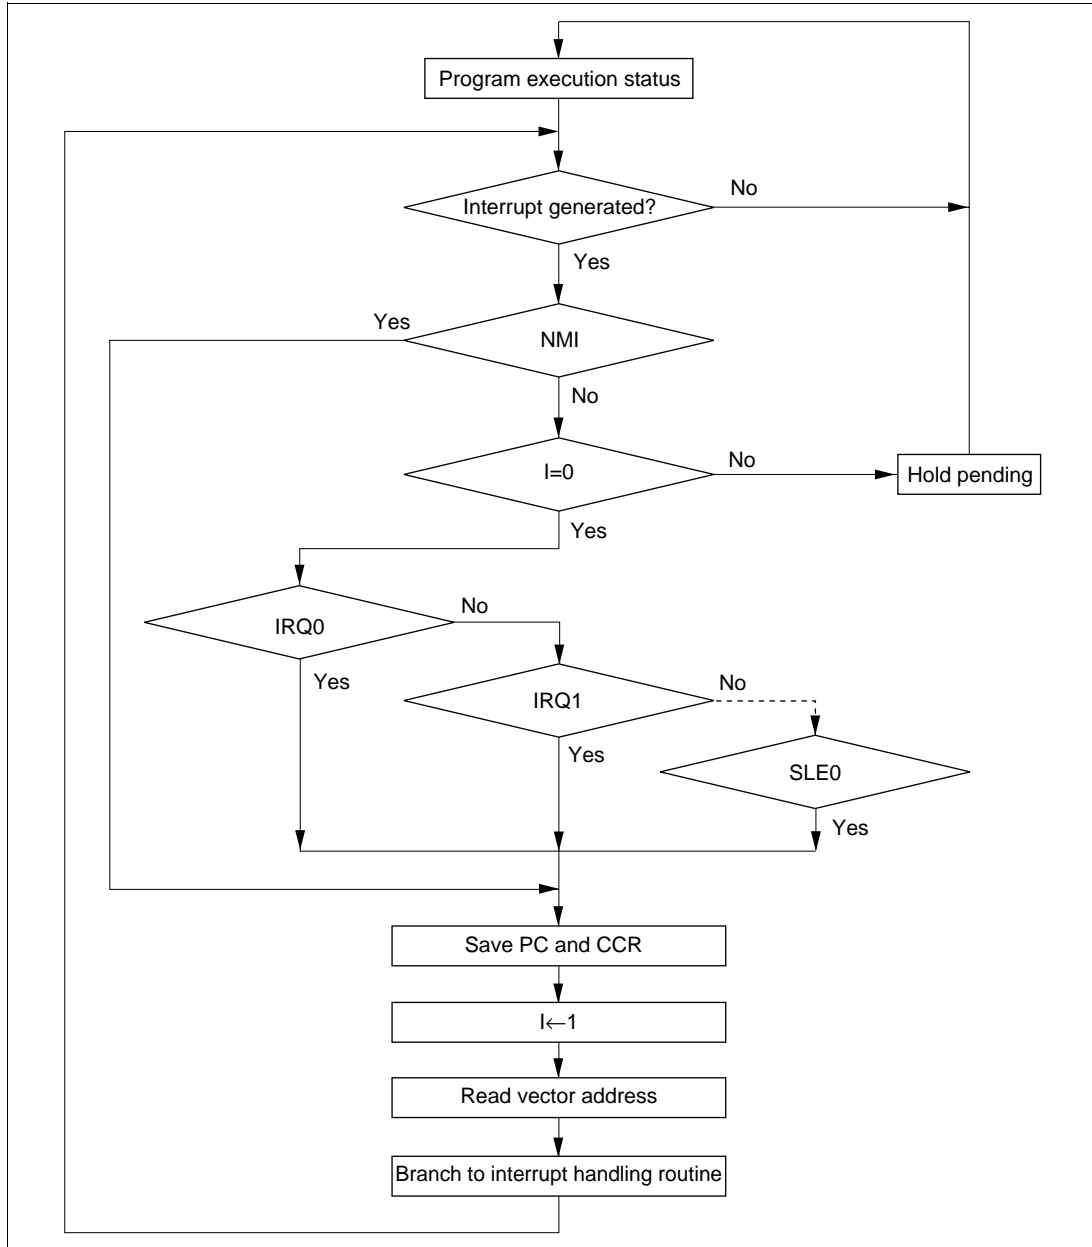 Program execution status
Interrupt generated?
No
Yes
Yes
NMI
No
I=0
No
Hold pending
Yes
IRQ0
No
Yes
IRQ1
No
Yes
SLE0
Yes
Save PC and CCR
I←1
Read vector address
Branch to interrupt handling routine